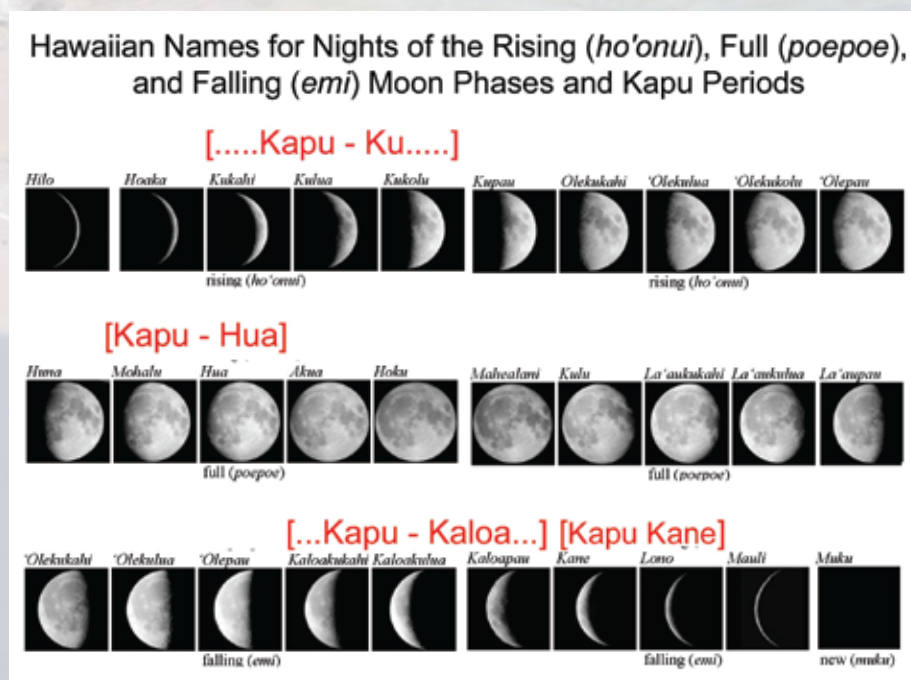 Hawaiian Names for Nights of the Rising (ho'onui), Full (poepoe),
and Falling (emi) Moon Phases and Kapu Periods
[.....Kapu - Ku.....]
Hilo Hoaka Kukahi Kulua Kukolu Kupau Olekukahi ‘Olekulua ‘Olekukolu ‘Olepau
rising (ho‘onui) rising (ho‘onui)
[Kapu - Hua]
Huna Mohalu Hua Akua Hoku Mahealani Kulu La‘aukukahi La‘aukulua La‘aupau
full (poepoe) full (poepoe)
[...Kapu - Kaloa...] [Kapu Kane]
‘Olekukahi ‘Olekulua ‘Olepau Kaloakukahi Kaloakulua Kaloapau Kane Lono Mauli Muku
falling (emi) falling (emi) new (muku)